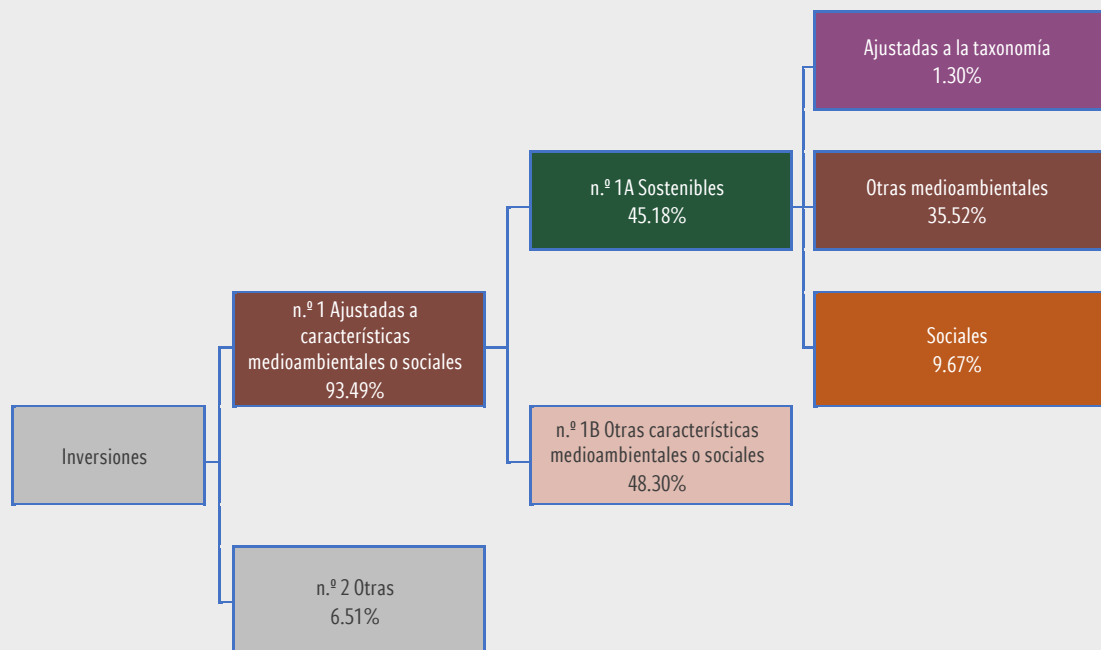 Ajustadas a la taxonomía
1.30%
n.º 1A Sostenibles
45.18%
Otras medioambientales
35.52%
n.º 1 Ajustadas a
características
medioambientales o sociales
93.49%
Sociales
9.67%
Inversiones
n.º 1B Otras características
medioambientales o sociales
48.30%
n.º 2 Otras
6.51%